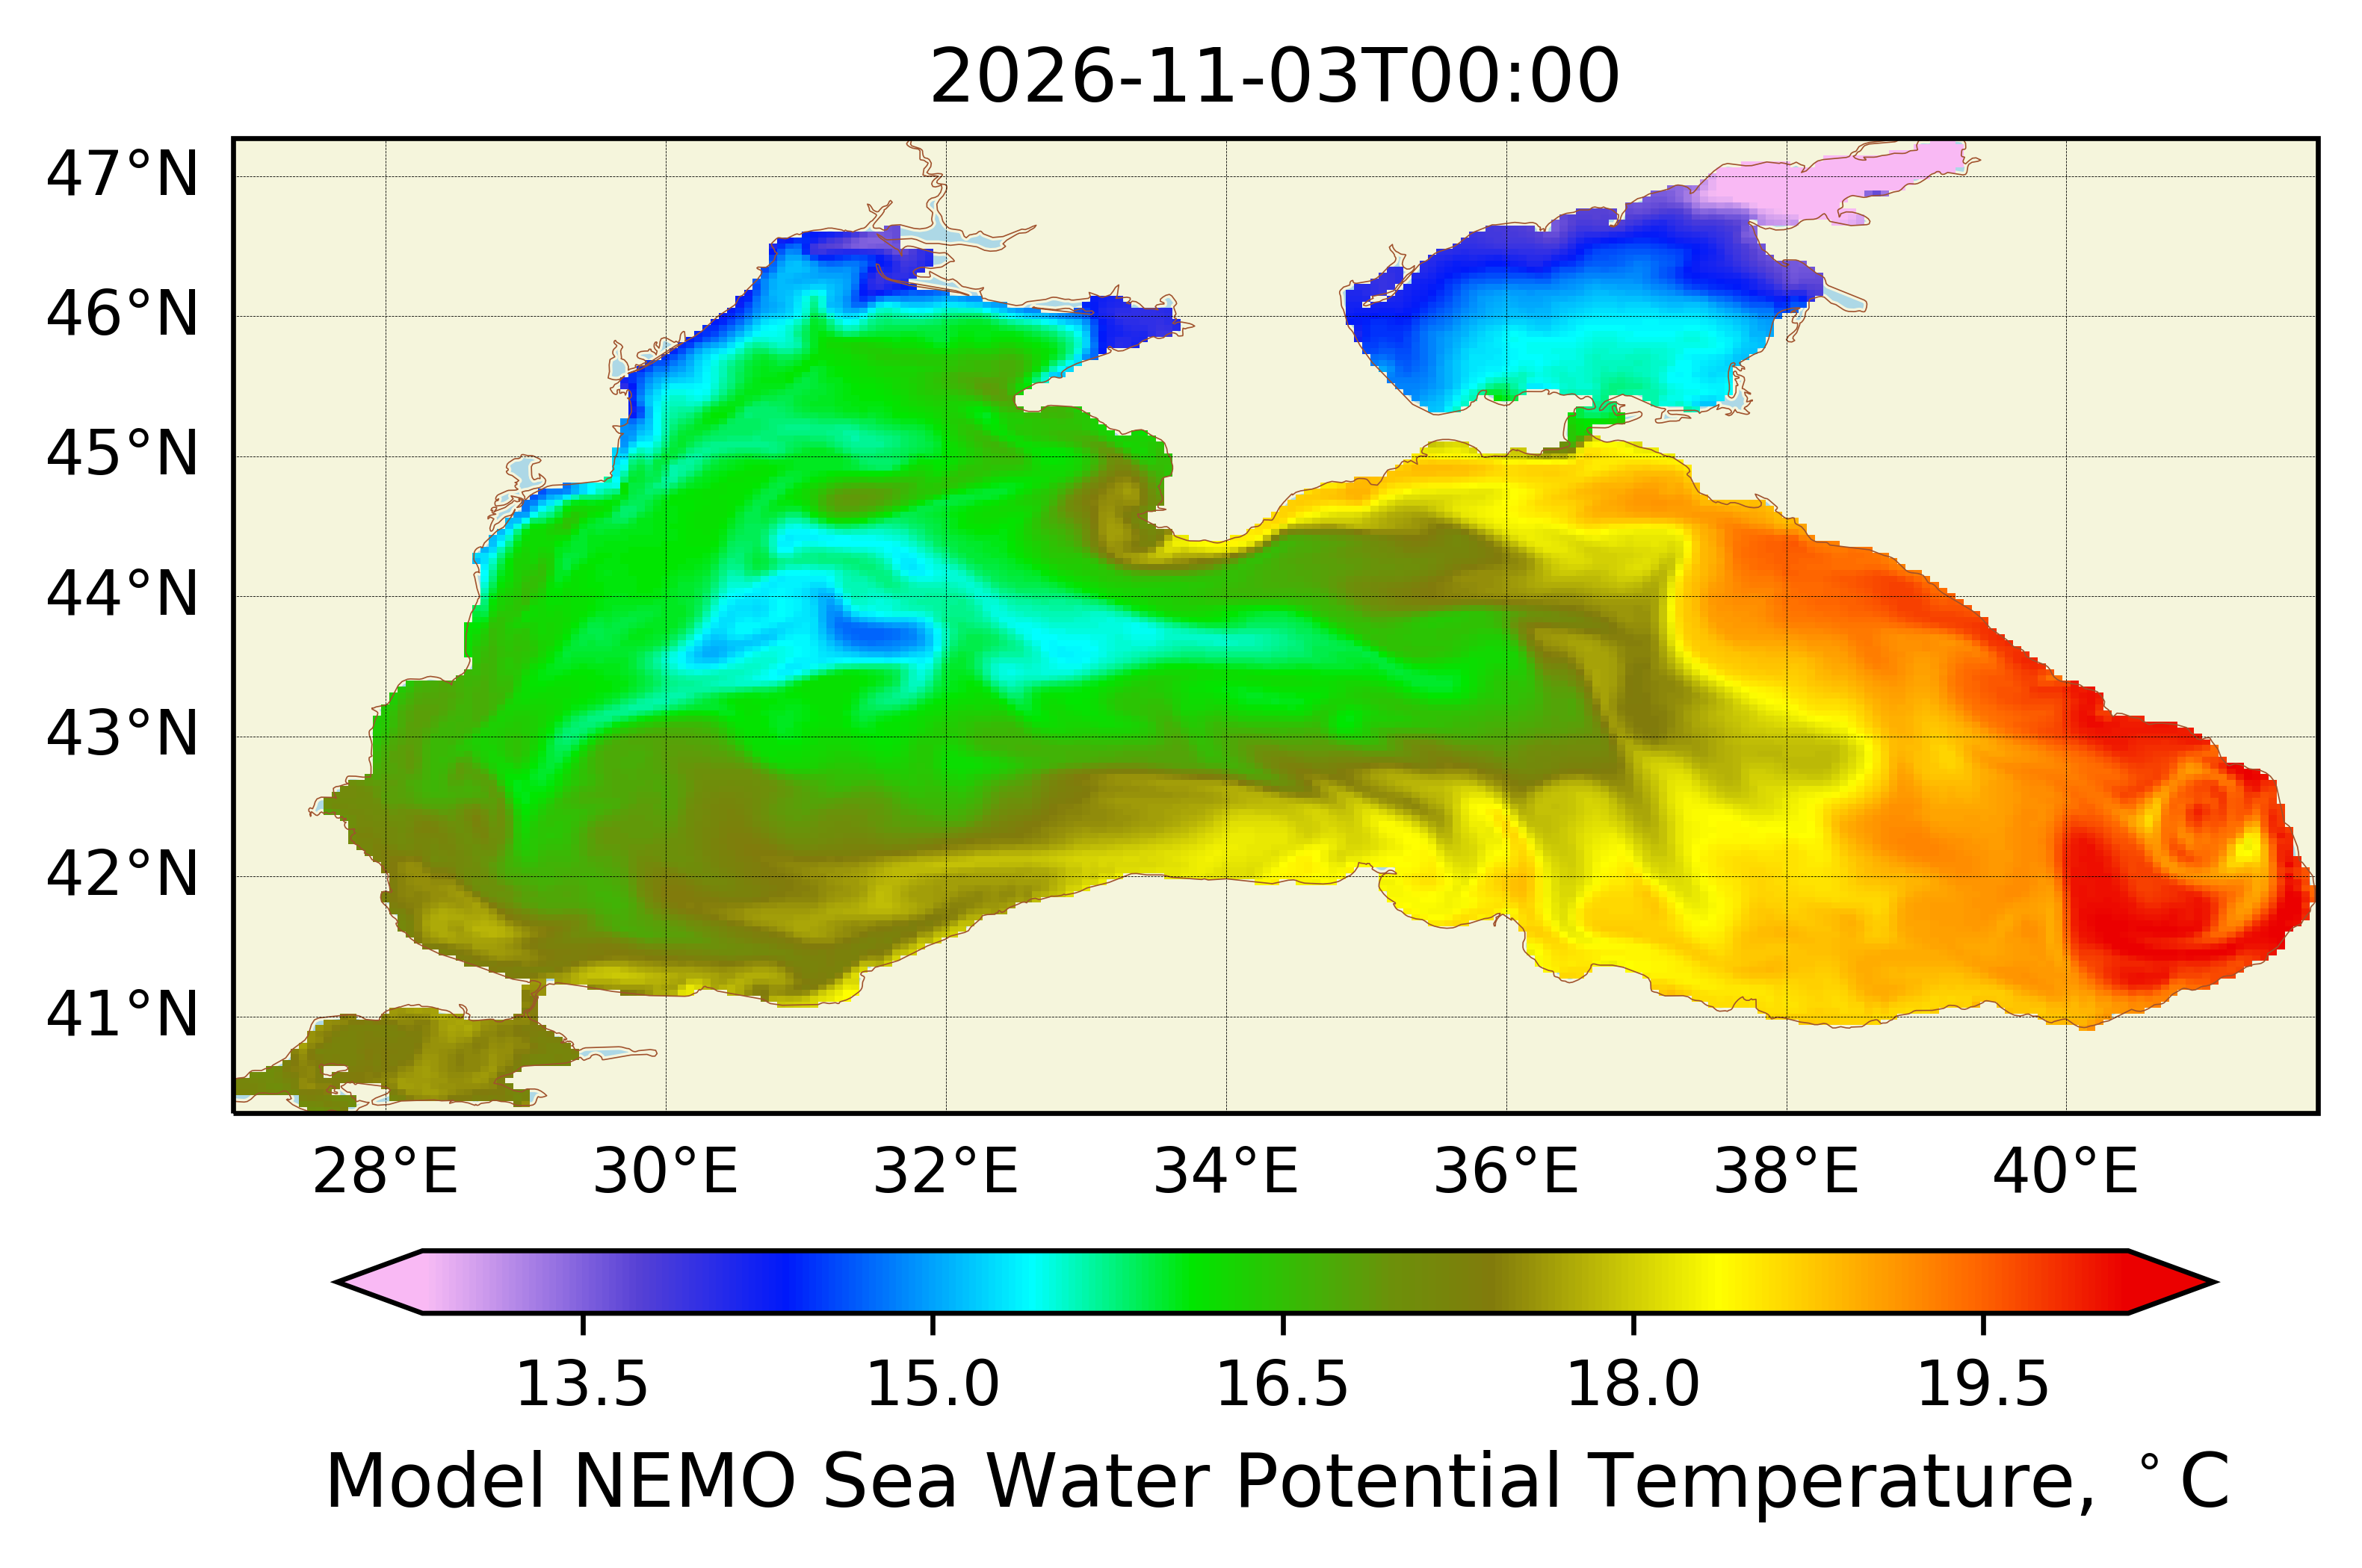 2026-11-03T00:00
47°N
46°N
45°N
44°N
43°N
42°N
41°N
28°E 30°E 32°E 34°E 36°E 38°E 40°E
13.5 15.0 16.5 18.0 19.5
Model NEMO Sea Water Potential Temperature, °C